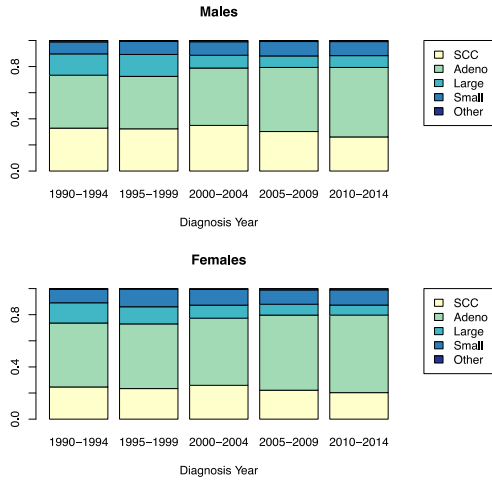 Males
0.8
0.4
0.0
1990−1994 1995−1999 2000−2004 2005−2009 2010−2014
Diagnosis Year
SCC
Adeno
Large
Small
Other
Females
0.8
0.4
0.0
1990−1994 1995−1999 2000−2004 2005−2009 2010−2014
Diagnosis Year
SCC
Adeno
Large
Small
Other